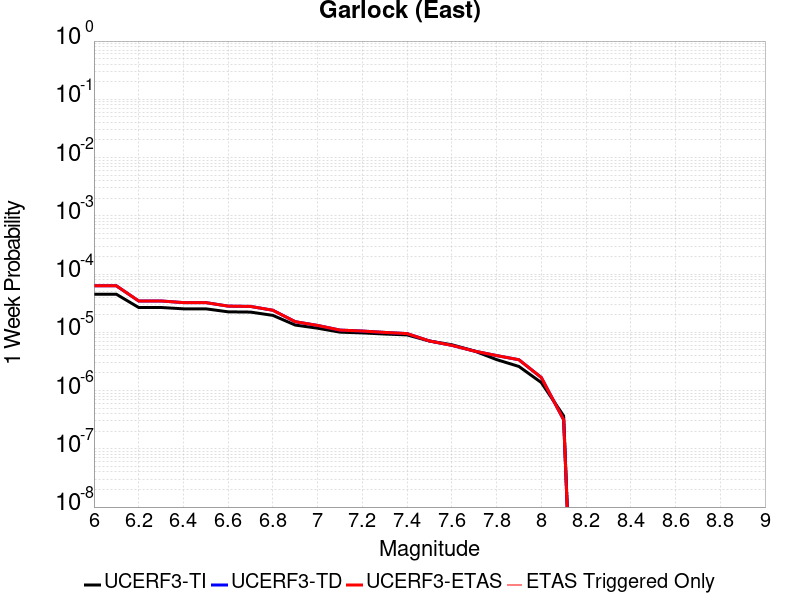 Garlock (East)
10^0
10^-1
10^-2
10^-3
10^-4
10^-5
10^-6
10^-7
10^-8
1 Week Probability
6 6.2 6.4 6.6 6.8 7 7.2 7.4 7.6 7.8 8 8.2 8.4 8.6 8.8 9
Magnitude
UCERF3-TI UCERF3-TD UCERF3-ETAS ETAS Triggered Only